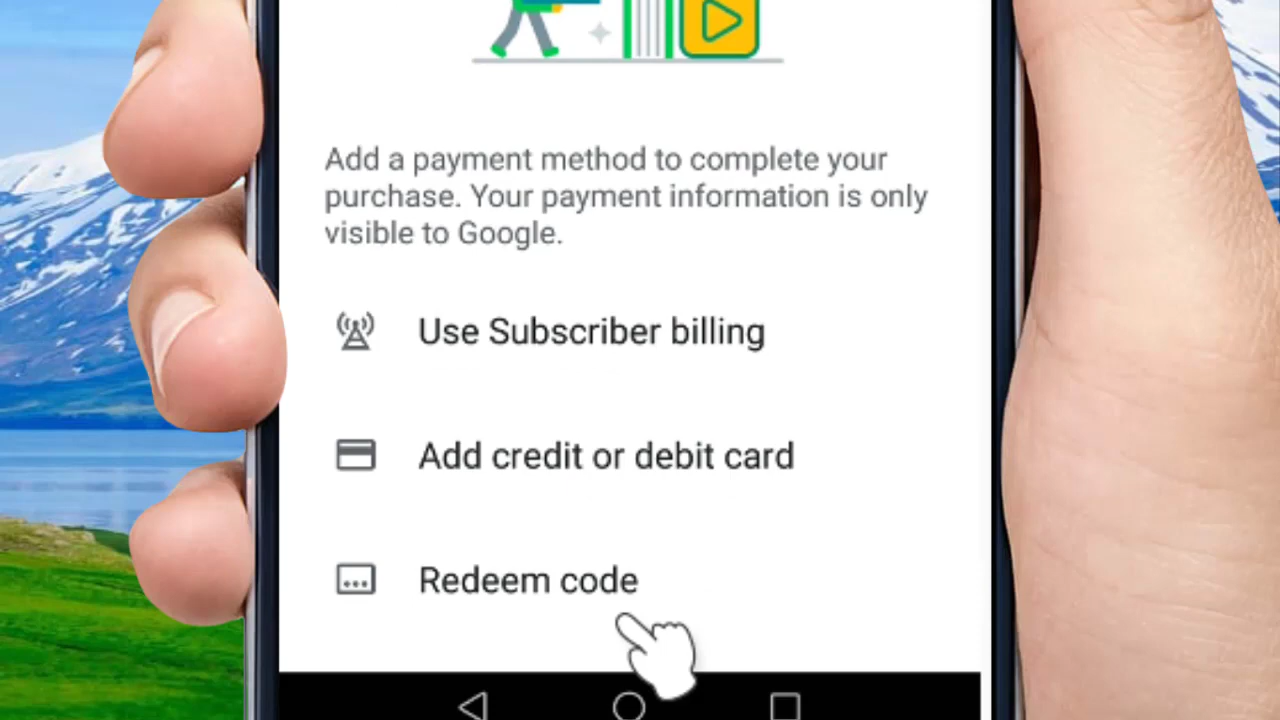 Add a payment method to complete your
purchase. Your payment information is only
visible to Google.
Use Subscriber billing
Add credit or debit card
Redeem code